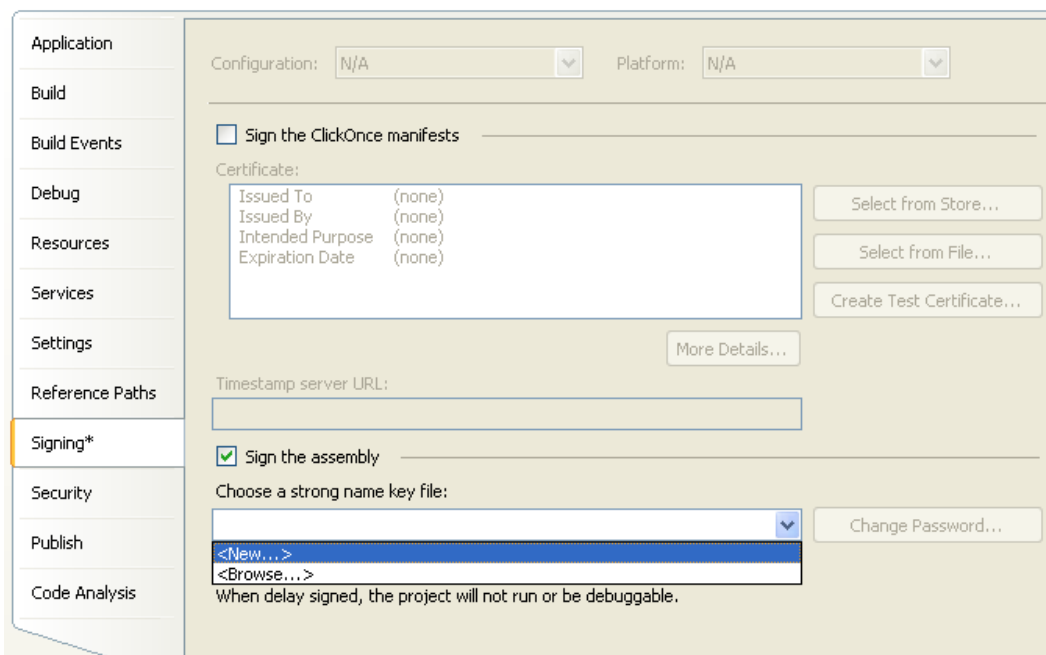 Application
Build
Build Events
Debug
Resources
Services
Settings
Reference Paths
Signing*
Security
Publish
Code Analysis
Configuration: N/A Platform: N/A
Sign the ClickOnce manifests
Certificate:
Issued To (none)
Issued By (none)
Intended Purpose (none)
Expiration Date (none)
Select from Store...
Select from File...
Create Test Certificate...
More Details...
Timestamp server URL:
Sign the assembly
Choose a strong name key file:
Change Password...
<New...>
<Browse...>
When delay signed, the project will not run or be debuggable.